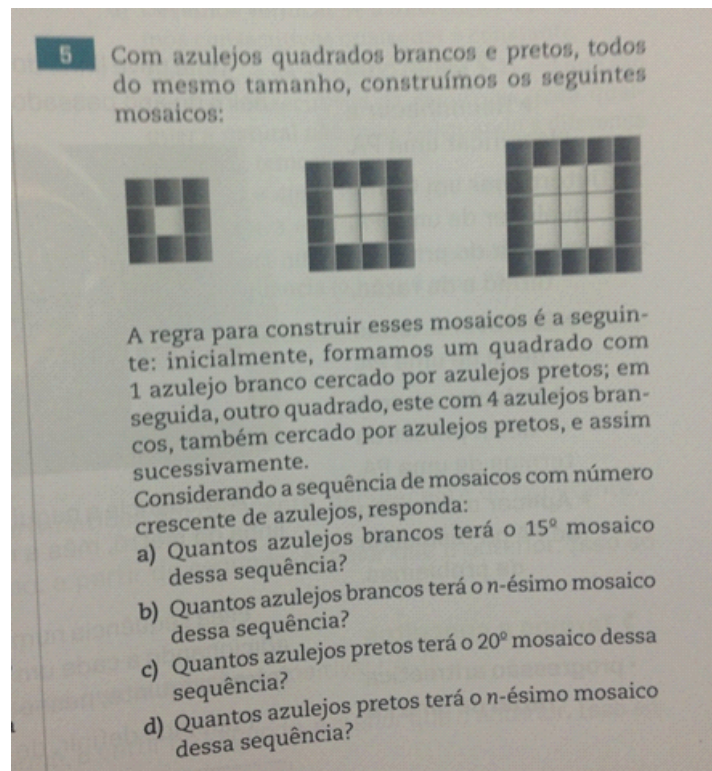 5 Com azulejos quadrados brancos e pretos, todos
do mesmo tamanho, construímos os seguintes
mosaicos:
A regra para construir esses mosaicos é a seguin-
te: inicialmente, formamos um quadrado com
1 azulejo branco cercado por azulejos pretos; em
seguida, outro quadrado, este com 4 azulejos bran-
cos, também cercado por azulejos pretos, e assim
sucessivamente.
Considerando a sequência de mosaicos com número
crescente de azulejos, responda:
a) Quantos azulejos brancos terá o 15º mosaico
dessa sequência?
b) Quantos azulejos brancos terá o n-ésimo mosaico
dessa sequência?
c) Quantos azulejos pretos terá o 20º mosaico dessa
sequência?
d) Quantos azulejos pretos terá o n-ésimo mosaico
dessa sequência?